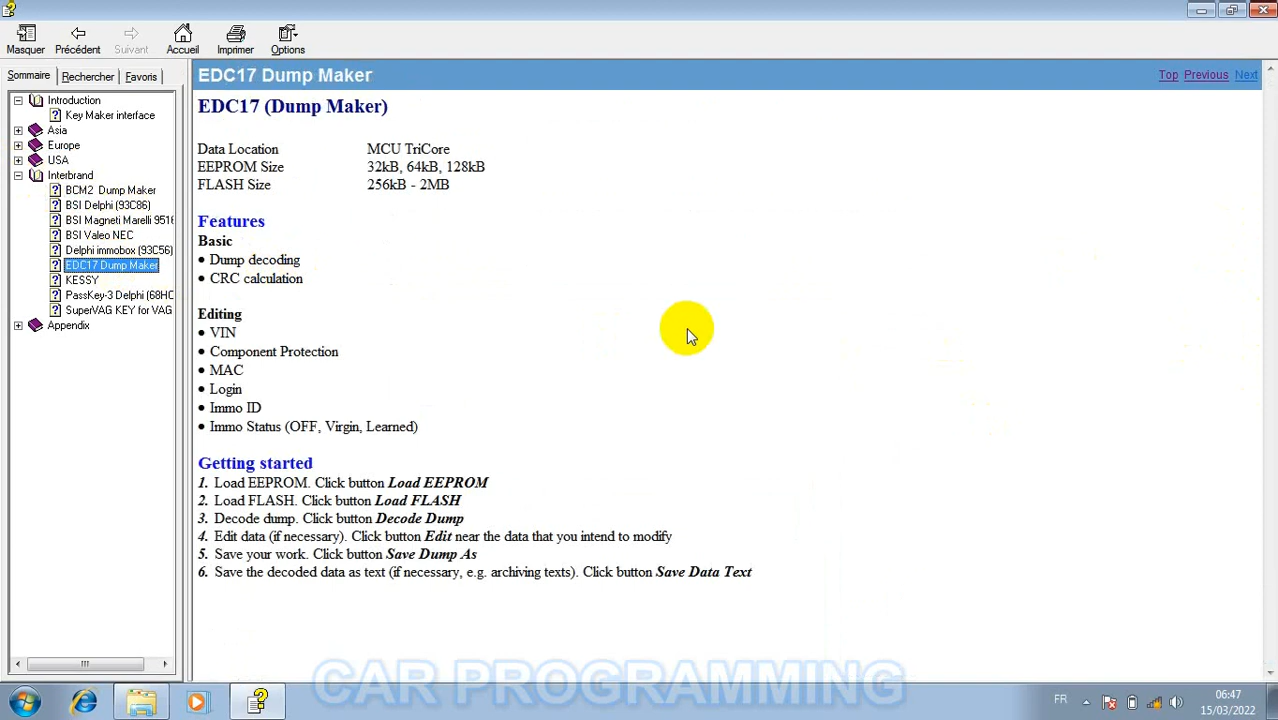 Masquer Précédent Suivant Accueil Imprimer Options
Sommaire Rechercher Favoris
Introduction
Key Maker interface
Asia
Europe
USA
Interbrand
BCM2 Dump Maker
BSI Delphi (93C86)
BSI Magneti Marelli 9516
BSI Valeo NEC
Delphi immobox (93C56)
EDC17 Dump Maker
KESSY
PassKey-3 Delphi (68HC
SuperVAG KEY for VAG
Appendix
EDC17 Dump Maker
Top Previous Next
EDC17 (Dump Maker)
Data Location MCU TriCore
EEPROM Size 32kB, 64kB, 128kB
FLASH Size 256kB - 2MB
Features
Basic
• Dump decoding
• CRC calculation
Editing
• VIN
• Component Protection
• MAC
• Login
• Immo ID
• Immo Status (OFF, Virgin, Learned)
Getting started
1. Load EEPROM. Click button Load EEPROM
2. Load FLASH. Click button Load FLASH
3. Decode dump. Click button Decode Dump
4. Edit data (if necessary). Click button Edit near the data that you intend to modify
5. Save your work. Click button Save Dump As
6. Save the decoded data as text (if necessary, e.g. archiving texts). Click button Save Data Text
CAR PROGRAMMING
FR
06:47
15/03/2022